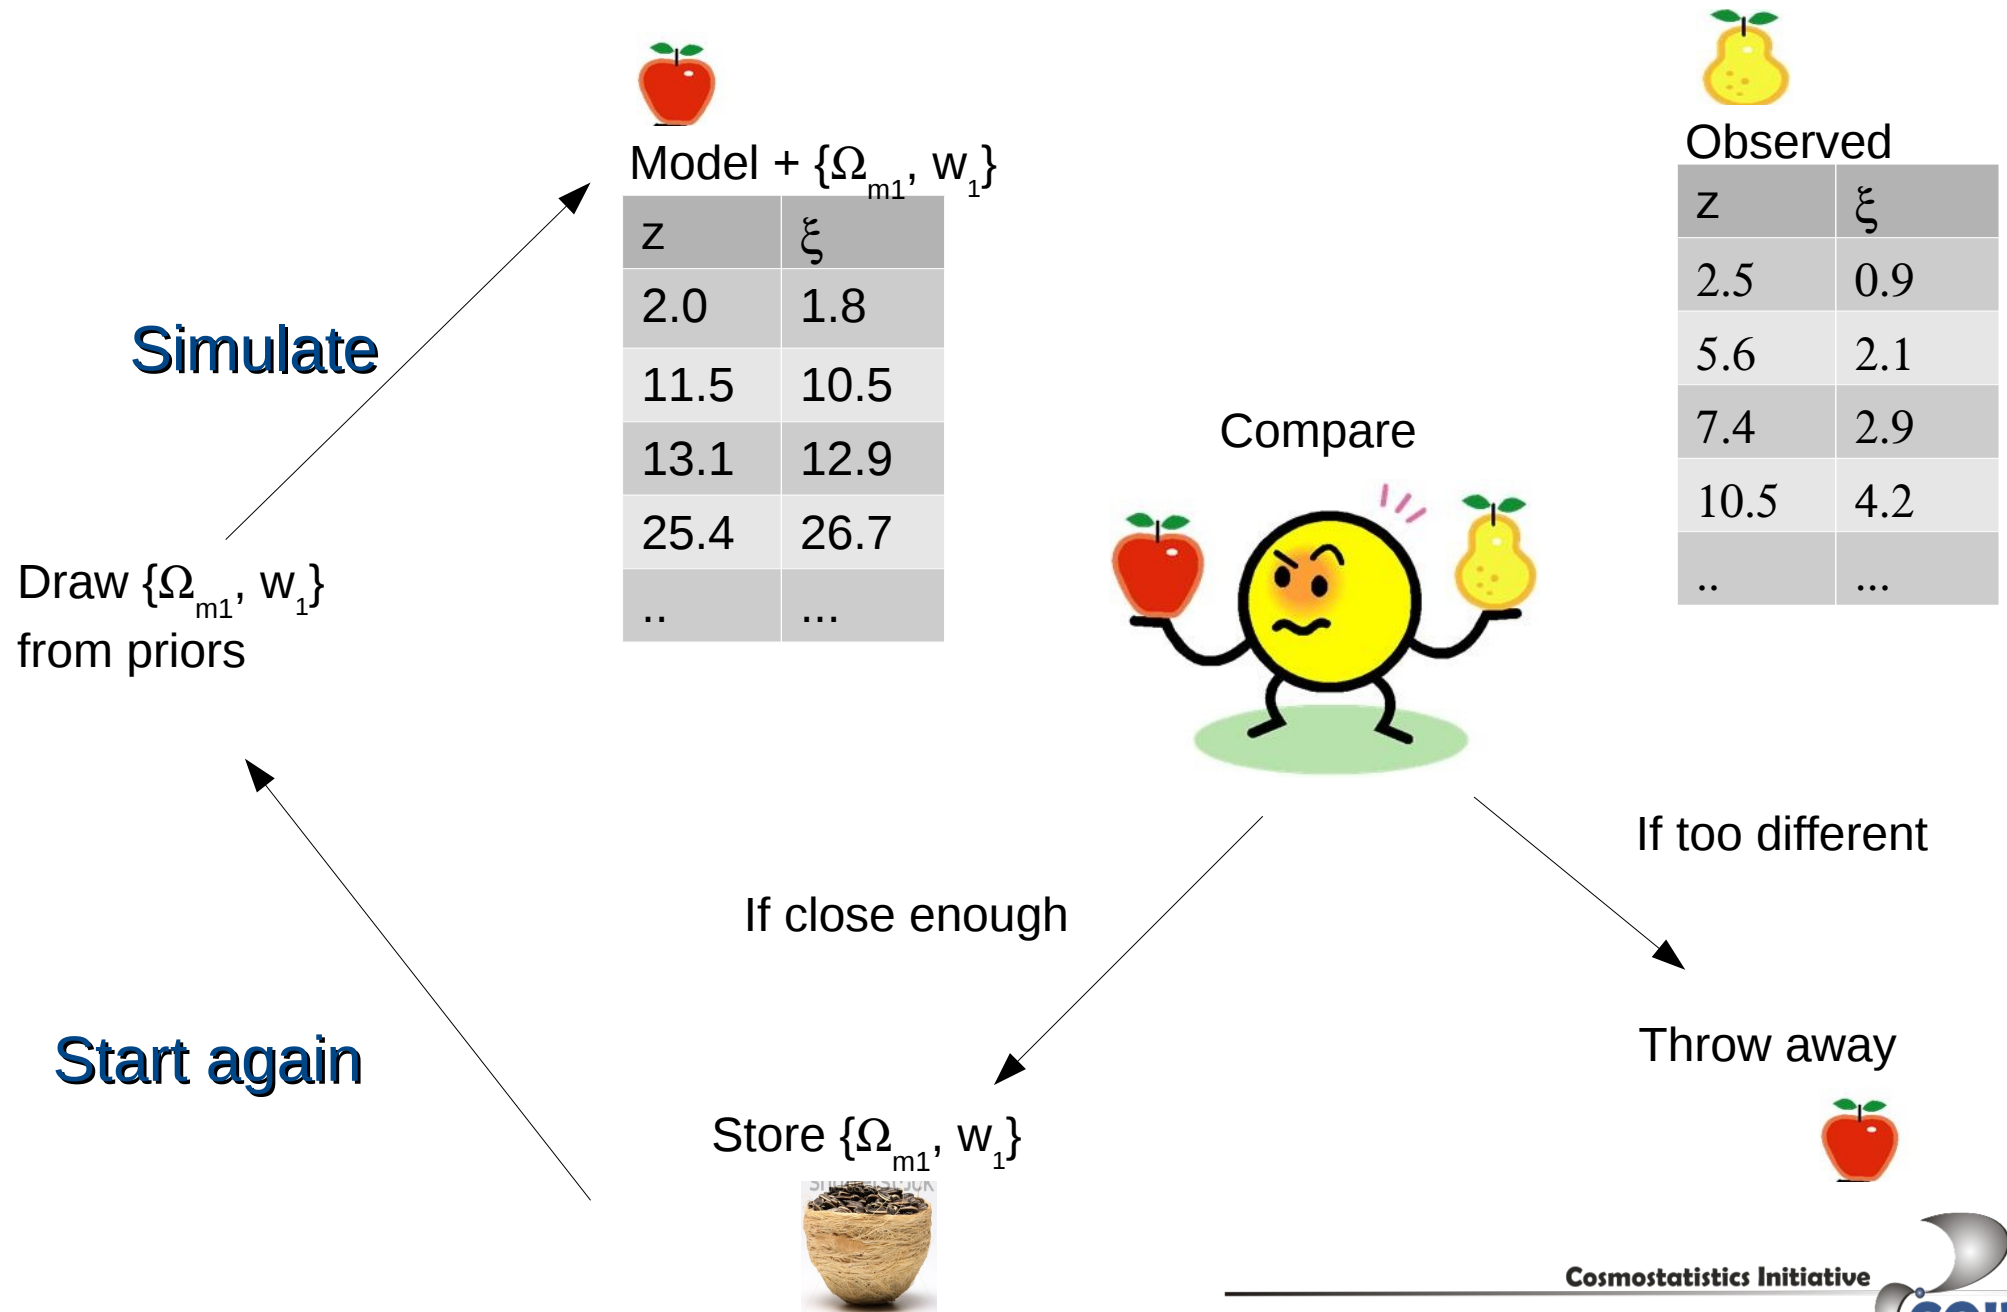 Observed
Model + {Ωm1, w1}
z ξ
2.5 0.9
5.6 2.1
7.4 2.9
10.5 4.2
.. ...
z ξ
2.0 1.8
11.5 10.5
13.1 12.9
25.4 26.7
.. ...
Simulate
Compare
Draw {Ωm1, w1}
from priors
If too different
If close enough
Start again
Throw away
Store {Ωm1, w1}
Cosmostatistics Initiative